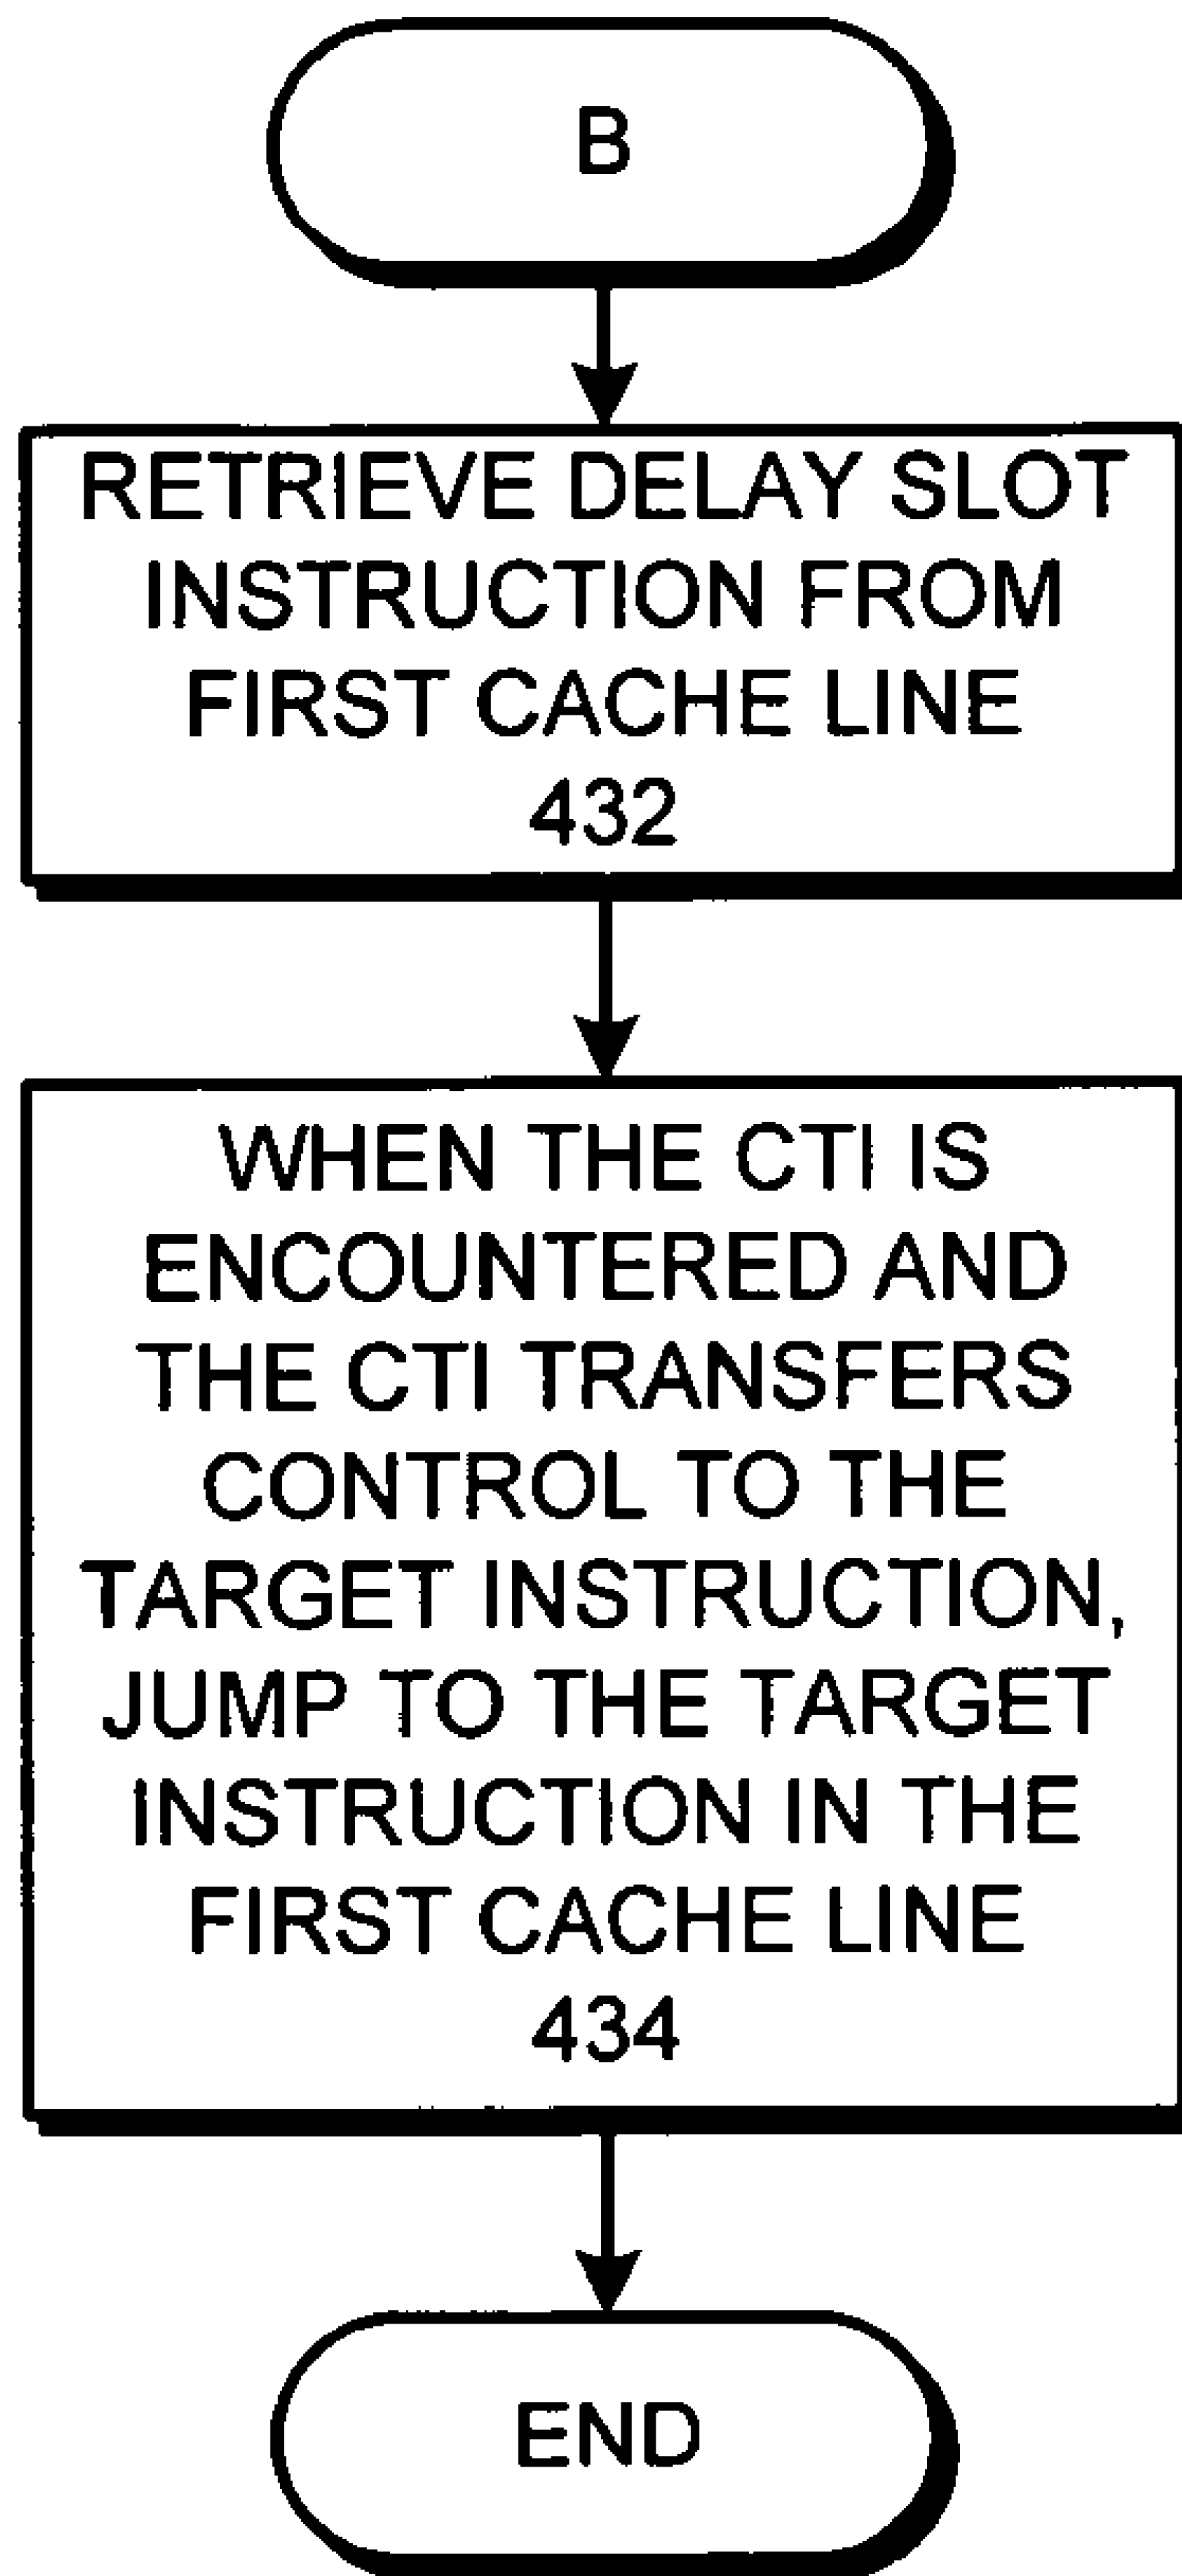 B
RETRIEVE DELAY SLOT
INSTRUCTION FROM
FIRST CACHE LINE
432
WHEN THE CTI IS
ENCOUNTERED AND
THE CTI TRANSFERS
CONTROL TO THE
TARGET INSTRUCTION,
JUMP TO THE TARGET
INSTRUCTION IN THE
FIRST CACHE LINE
434
END